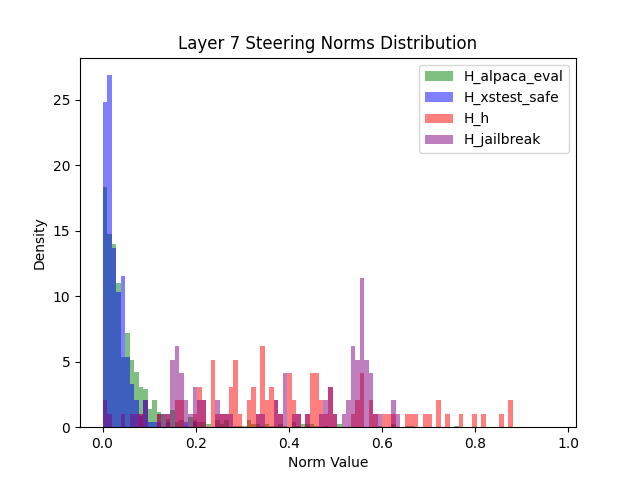 Layer 7 Steering Norms Distribution
H_alpaca_eval
H_xstest_safe
H_h
H_jailbreak
Density
25
20
15
10
5
0
0.0 0.2 0.4 0.6 0.8 1.0
Norm Value